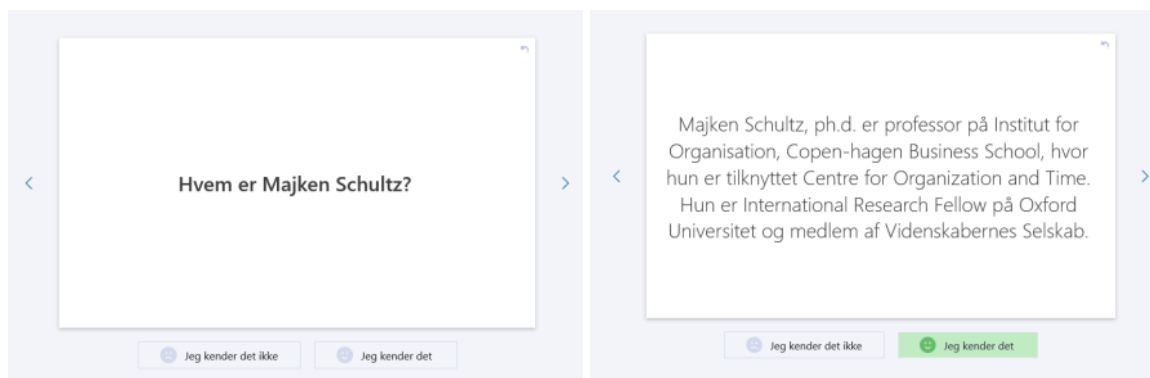 Hvem er Majken Schultz?
Jeg kender det ikke
Jeg kender det
Majken Schultz, ph.d. er professor på Institut for
Organisation, Copen-hagen Business School, hvor
hun er tilknyttet Centre for Organization and Time.
Hun er International Research Fellow på Oxford
Universitet og medlem af Videnskabernes Selskab.
Jeg kender det ikke
Jeg kender det